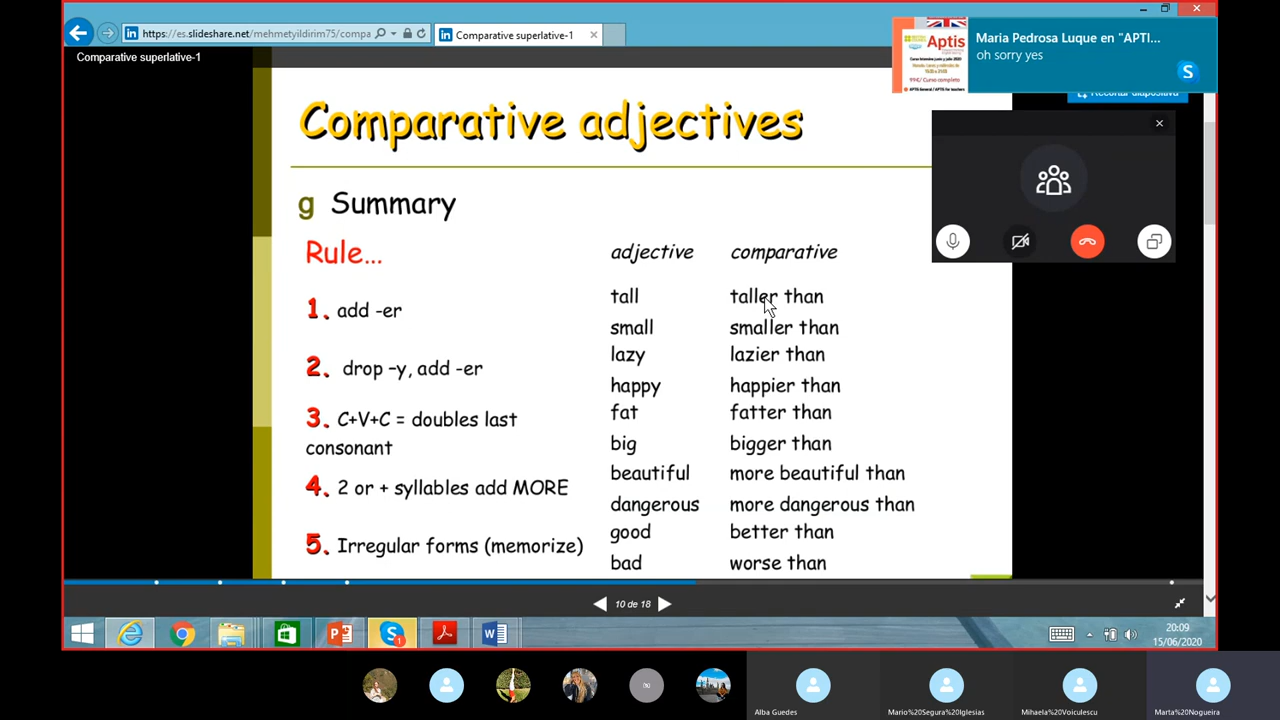 https://es.slideshare.net/mehmetyildirim75/compa
Comparative superlative-1
Comparative superlative-1
Aptis
99€/ Curso completo
Maria Pedrosa Luque en "APTI...
oh sorry yes
Recortar diapositiva
Comparative adjectives
g Summary
Rule... adjective comparative
1. add -er
tall taller than
small smaller than
2. drop –y, add -er
lazy lazier than
happy happier than
3. C+V+C = doubles last
consonant
fat fatter than
big bigger than
4. 2 or + syllables add MORE
beautiful more beautiful than
dangerous more dangerous than
5. Irregular forms (memorize)
good better than
bad worse than
10 de 18
20:09
15/06/2020
Alba Guedes
Mario%20Segura%20Iglesias
Mihaela%20Voiculescu
Marta%20Nogueira